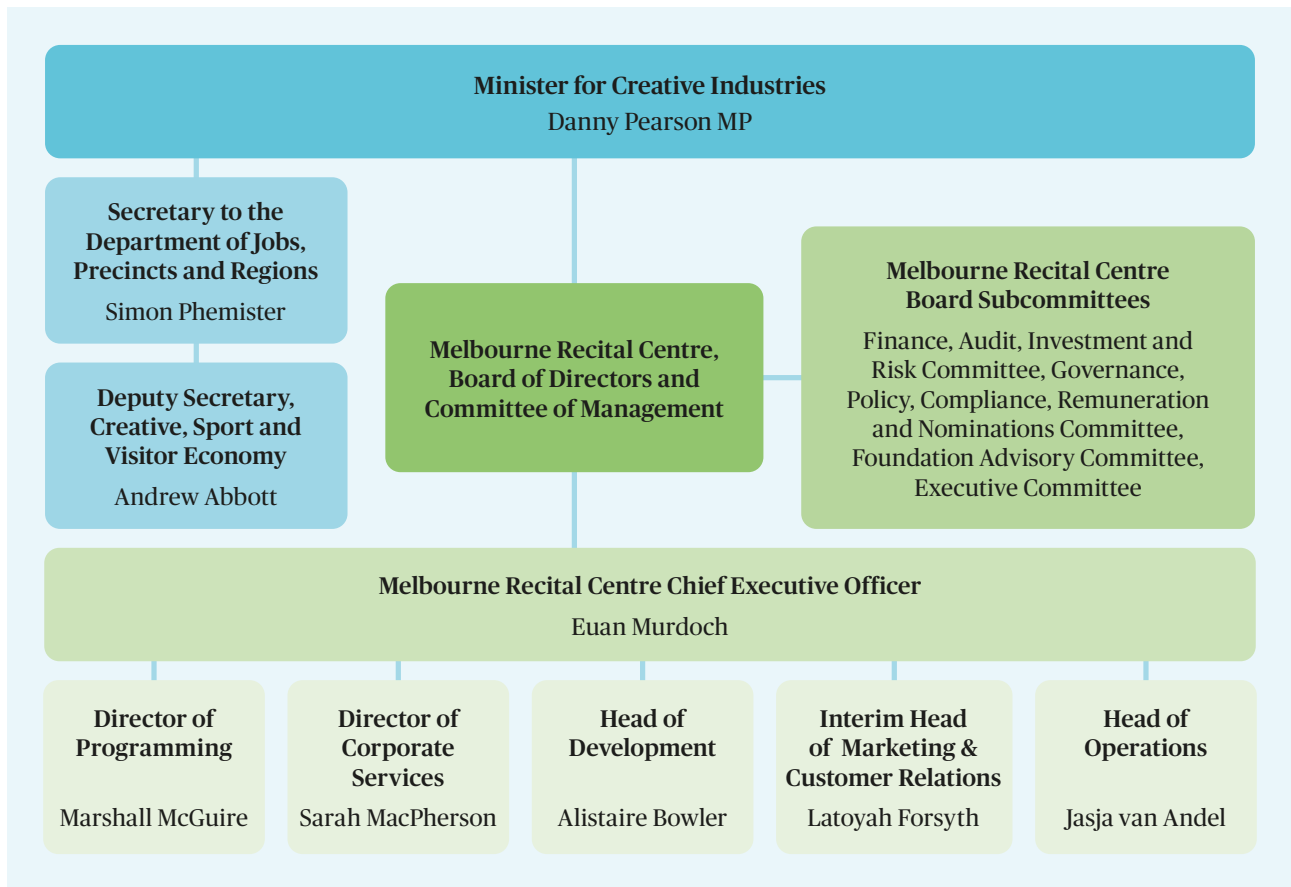 Minister for Creative Industries
Danny Pearson MP
Secretary to the
Department of Jobs,
Precincts and Regions
Simon Phemister
Deputy Secretary,
Creative, Sport and
Visitor Economy
Andrew Abbott
Melbourne Recital Centre,
Board of Directors and
Committee of Management
Melbourne Recital Centre
Board Subcommittees
Finance, Audit, Investment and
Risk Committee, Governance,
Policy, Compliance, Remuneration
and Nominations Committee,
Foundation Advisory Committee,
Executive Committee
Melbourne Recital Centre Chief Executive Officer
Euan Murdoch
Director of
Programming
Marshall McGuire
Director of
Corporate
Services
Sarah MacPherson
Head of
Development
Alistaire Bowler
Interim Head
of Marketing &
Customer Relations
Latoyah Forsyth
Head of
Operations
Jasja van Andel